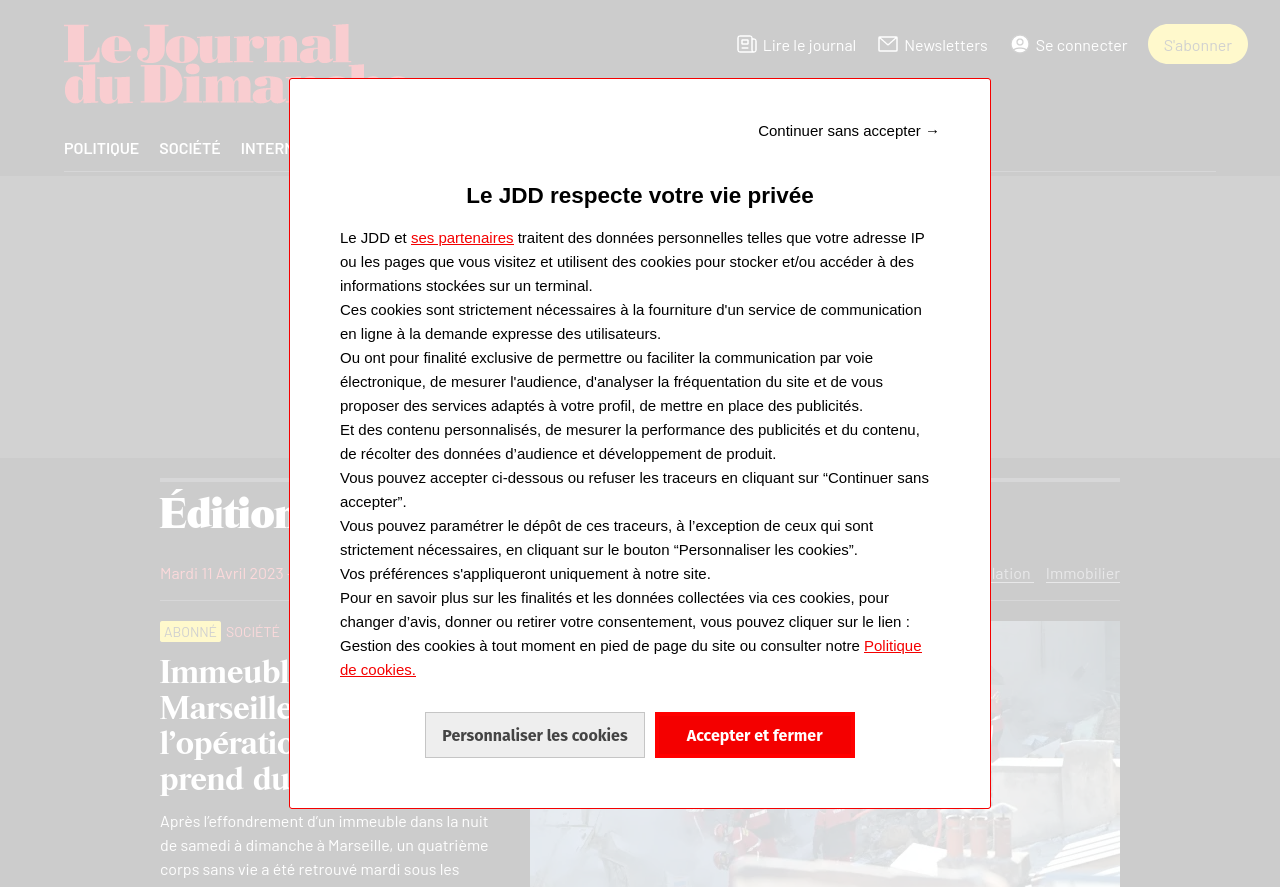 Le Journal
du Dimanche
Lire le journal
Newsletters
Se connecter
S'abonner
POLITIQUE SOCIÉTÉ INTERN
Continuer sans accepter →
Le JDD respecte votre vie privée
Le JDD et ses partenaires traitent des données personnelles telles que votre adresse IP
ou les pages que vous visitez et utilisent des cookies pour stocker et/ou accéder à des
informations stockées sur un terminal.
Ces cookies sont strictement nécessaires à la fourniture d'un service de communication
en ligne à la demande expresse des utilisateurs.
Ou ont pour finalité exclusive de permettre ou faciliter la communication par voie
électronique, de mesurer l'audience, d'analyser la fréquentation du site et de vous
proposer des services adaptés à votre profil, de mettre en place des publicités.
Et des contenu personnalisés, de mesurer la performance des publicités et du contenu,
de récolter des données d’audience et développement de produit.
Vous pouvez accepter ci-dessous ou refuser les traceurs en cliquant sur “Continuer sans
accepter”.
Vous pouvez paramétrer le dépôt de ces traceurs, à l’exception de ceux qui sont
strictement nécessaires, en cliquant sur le bouton “Personnaliser les cookies”.
Vos préférences s'appliqueront uniquement à notre site.
Pour en savoir plus sur les finalités et les données collectées via ces cookies, pour
changer d’avis, donner ou retirer votre consentement, vous pouvez cliquer sur le lien :
Gestion des cookies à tout moment en pied de page du site ou consulter notre Politique
de cookies.
Personnaliser les cookies
Accepter et fermer
Édition
Mardi 11 Avril 2023
lation
Immobilier
ABONNÉ SOCIÉTÉ
Immeubl
Marseille
l’opératio
prend du
Après l’effondrement d’un immeuble dans la nuit
de samedi à dimanche à Marseille, un quatrième
corps sans vie a été retrouvé mardi sous les